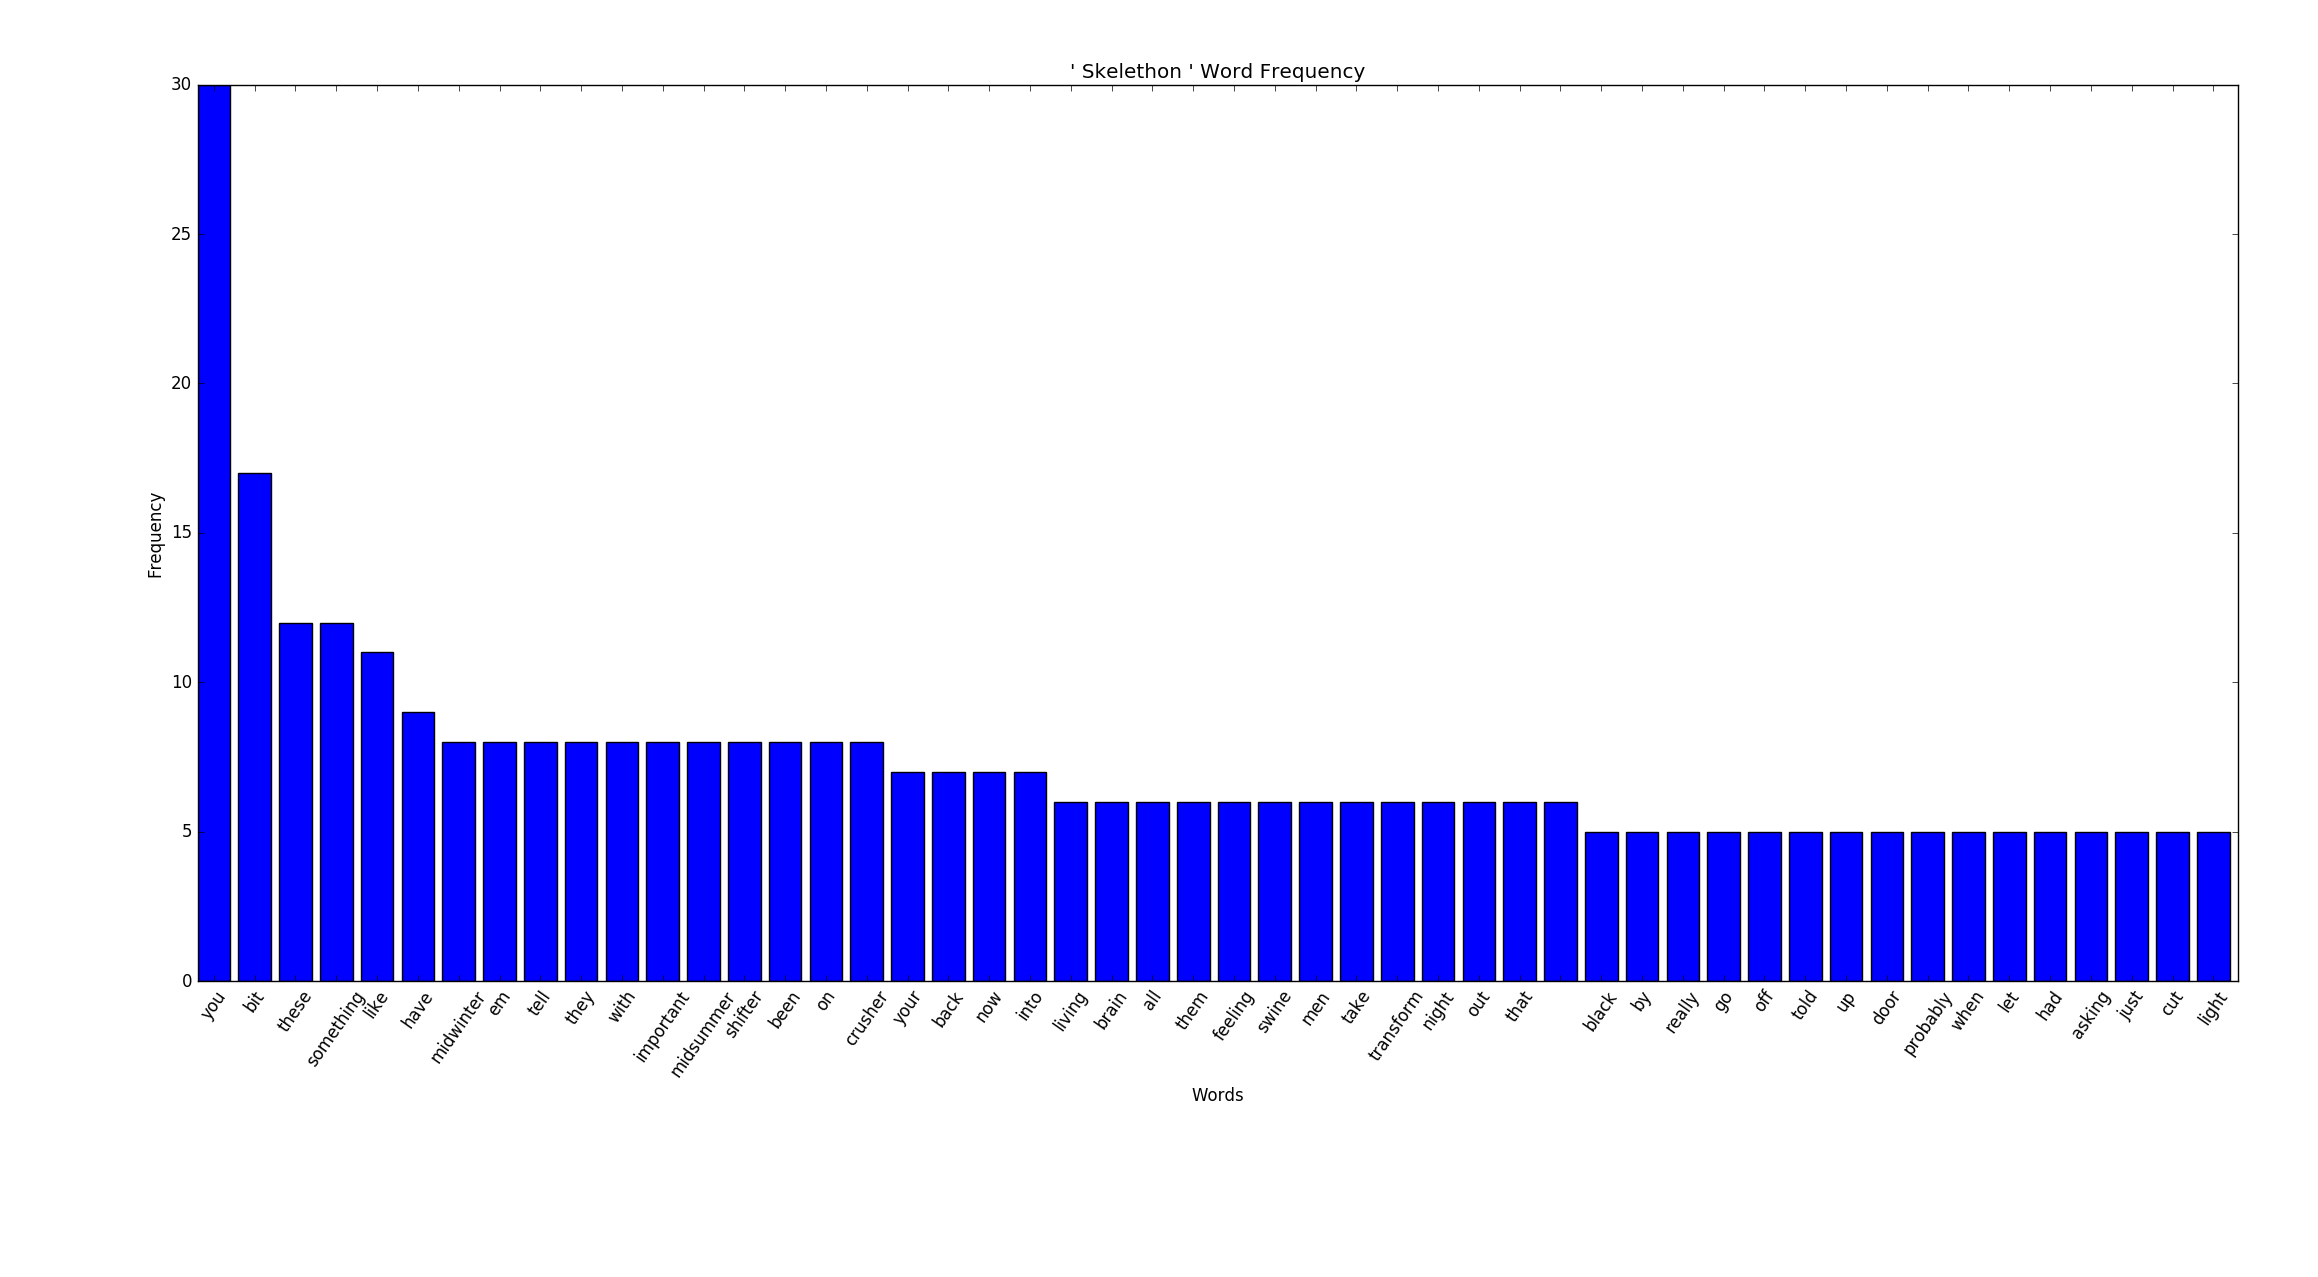 ' Skelethon ' Word Frequency
30
25
20
15
10
5
0
Frequency
you bit these something like have midwinter em tell they with important midsummer shifter been on crusher your back now into living brain all them feeling swine men take transform night out that black by really go off told up door probably when let had asking just cut light
Words